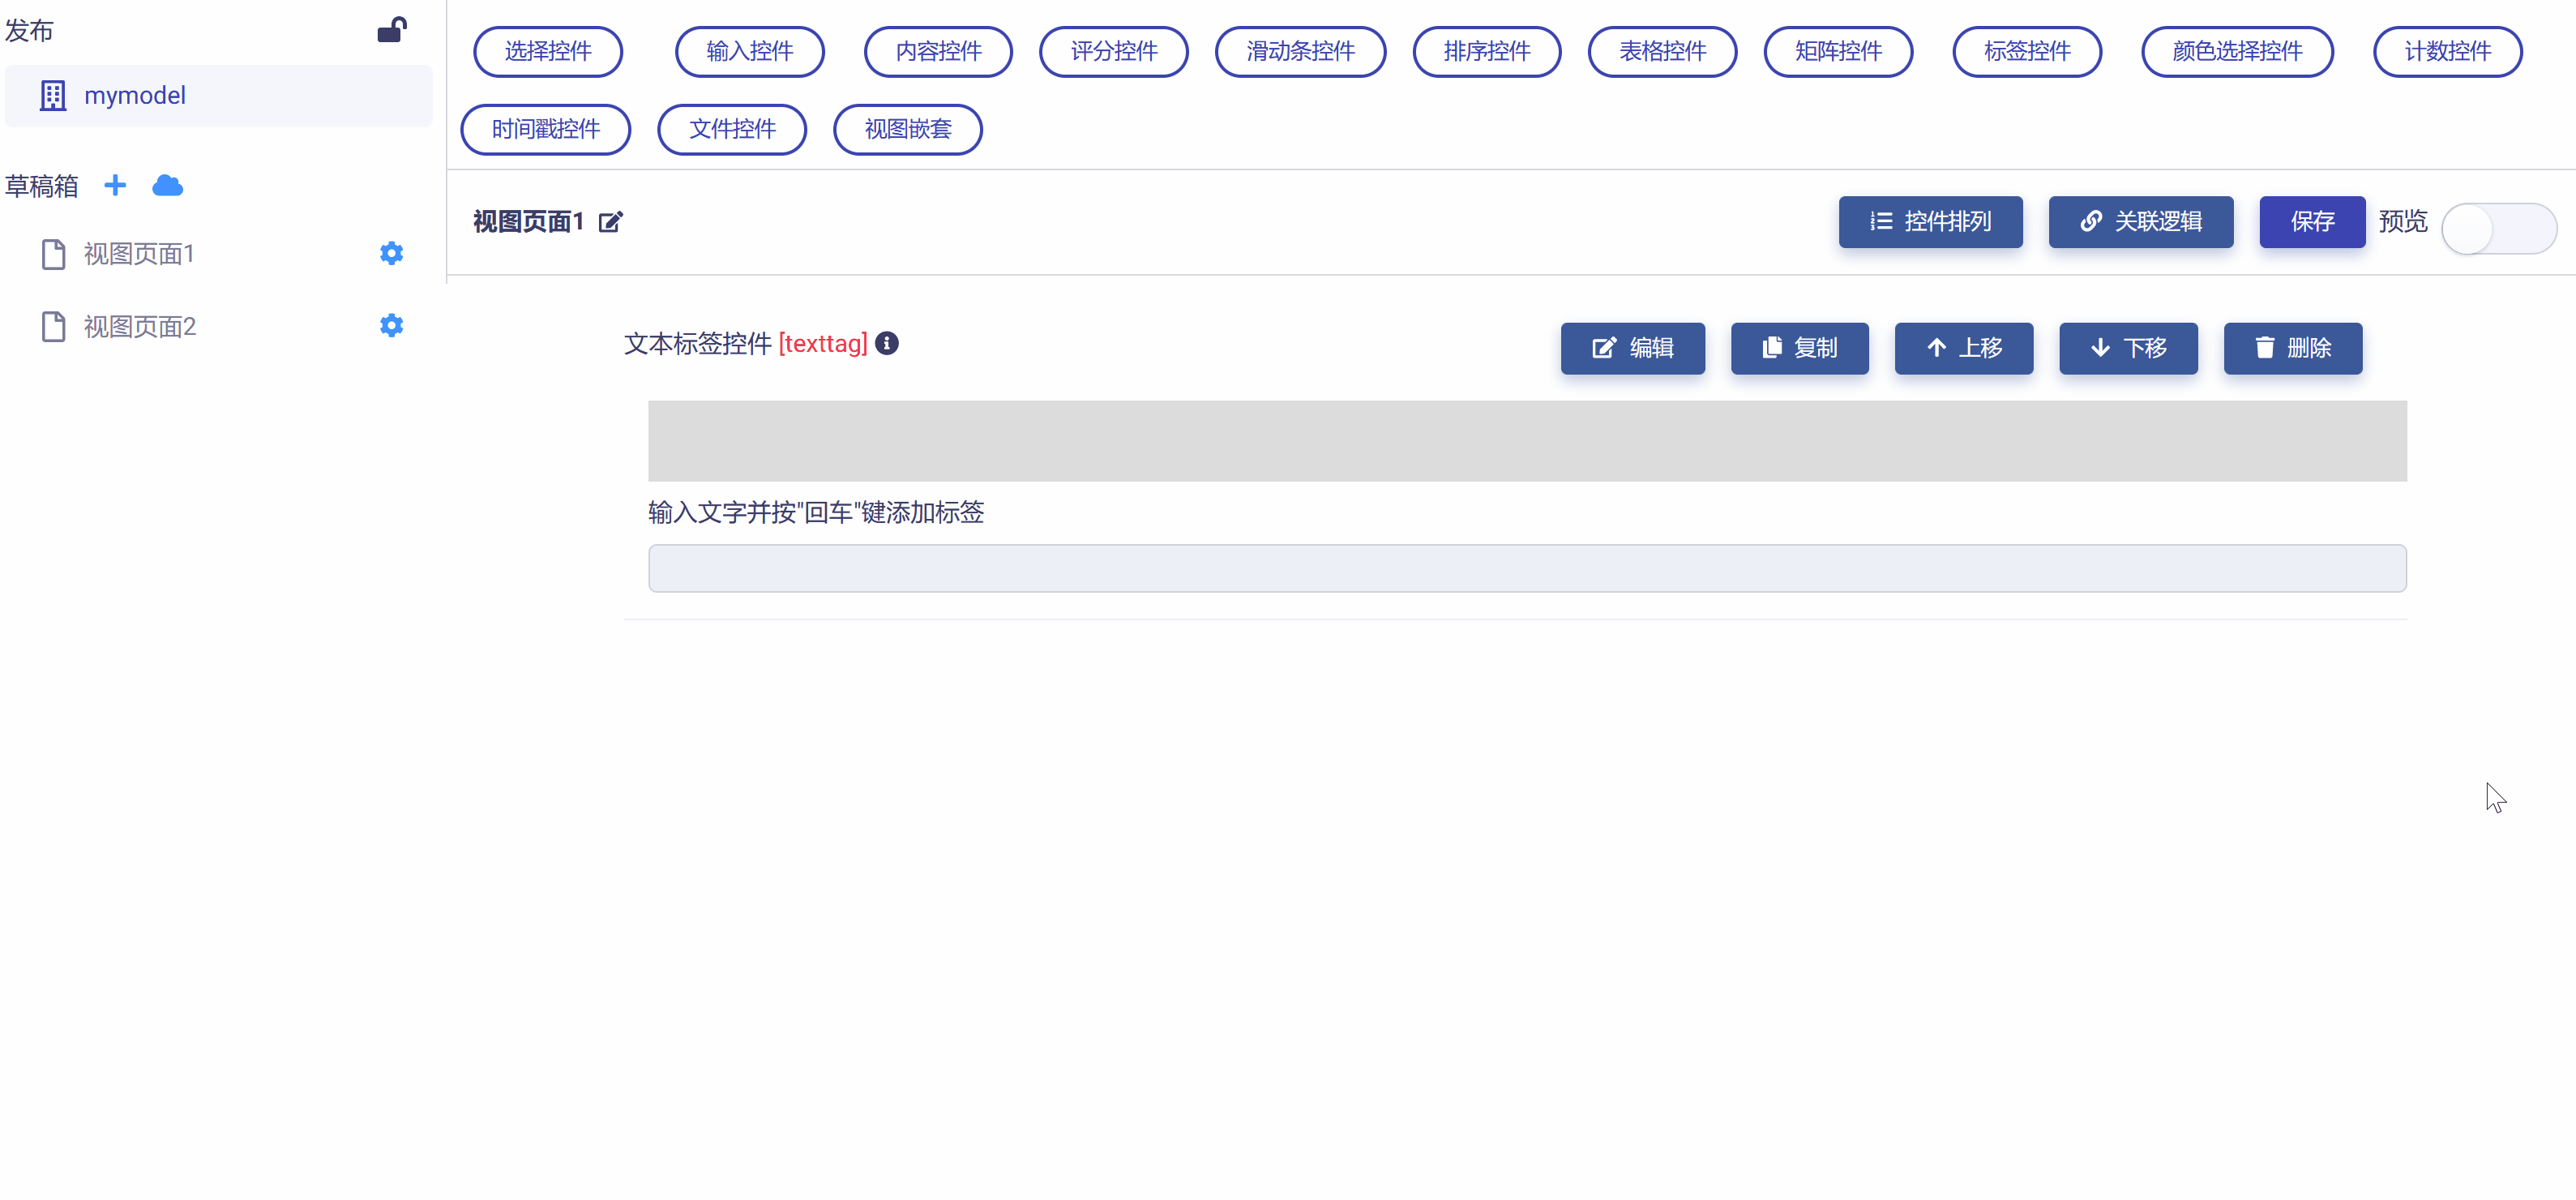 发布
mymodel
草稿箱
视图页面1
视图页面2
选择控件 输入控件 内容控件 评分控件 滑动条控件 排序控件 表格控件 矩阵控件 标签控件 颜色选择控件 计数控件
时间戳控件 文件控件 视图嵌套
视图页面1 控件排列 关联逻辑 保存 预览
文本标签控件 [texttag] 编辑 复制 上移 下移 删除
输入文字并按"回车"键添加标签